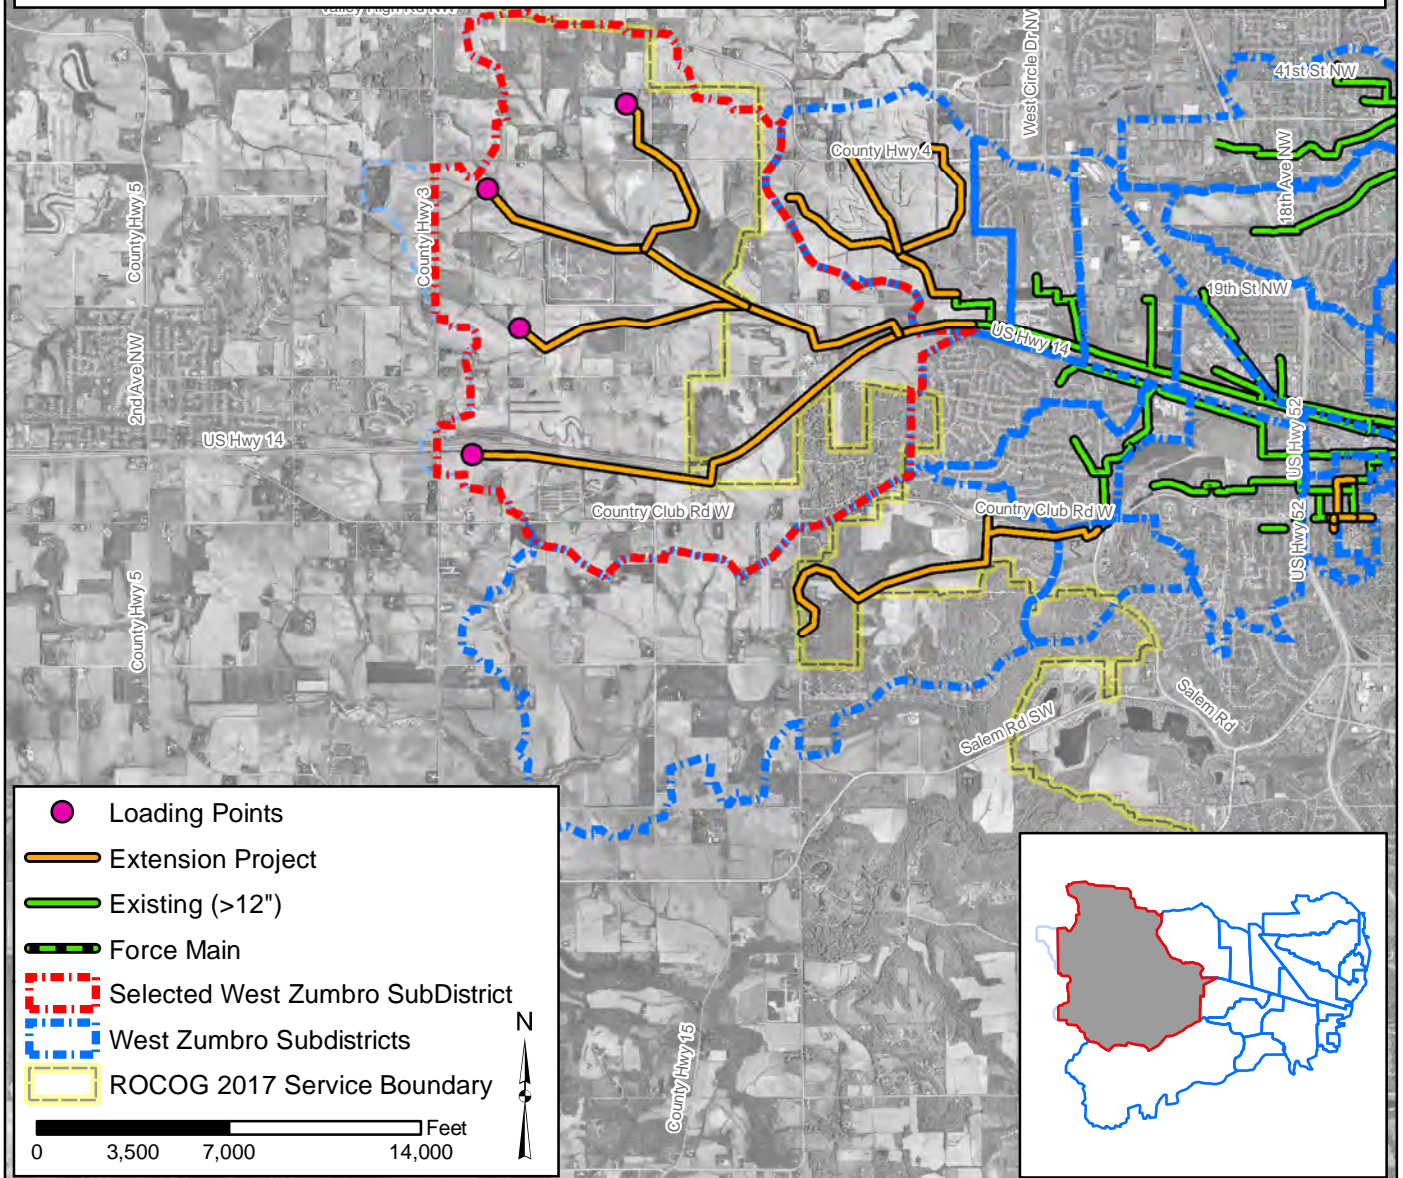 Valley High Rd NW
West Circle Dr NW
41st St NW
County Hwy 4
18th Ave NW
County Hwy 5
County Hwy 3
19th St NW
US Hwy 14
2nd Ave NW
US Hwy 14
US Hwy 52
Country Club Rd W
Country Club Rd W
US Hwy 52
County Hwy 5
Salem Rd
Salem Rd SW
County Hwy 15
Loading Points
Extension Project
Existing (>12")
Force Main
Selected West Zumbro SubDistrict
West Zumbro Subdistricts
ROCOG 2017 Service Boundary
N
Feet
0 3,500 7,000 14,000